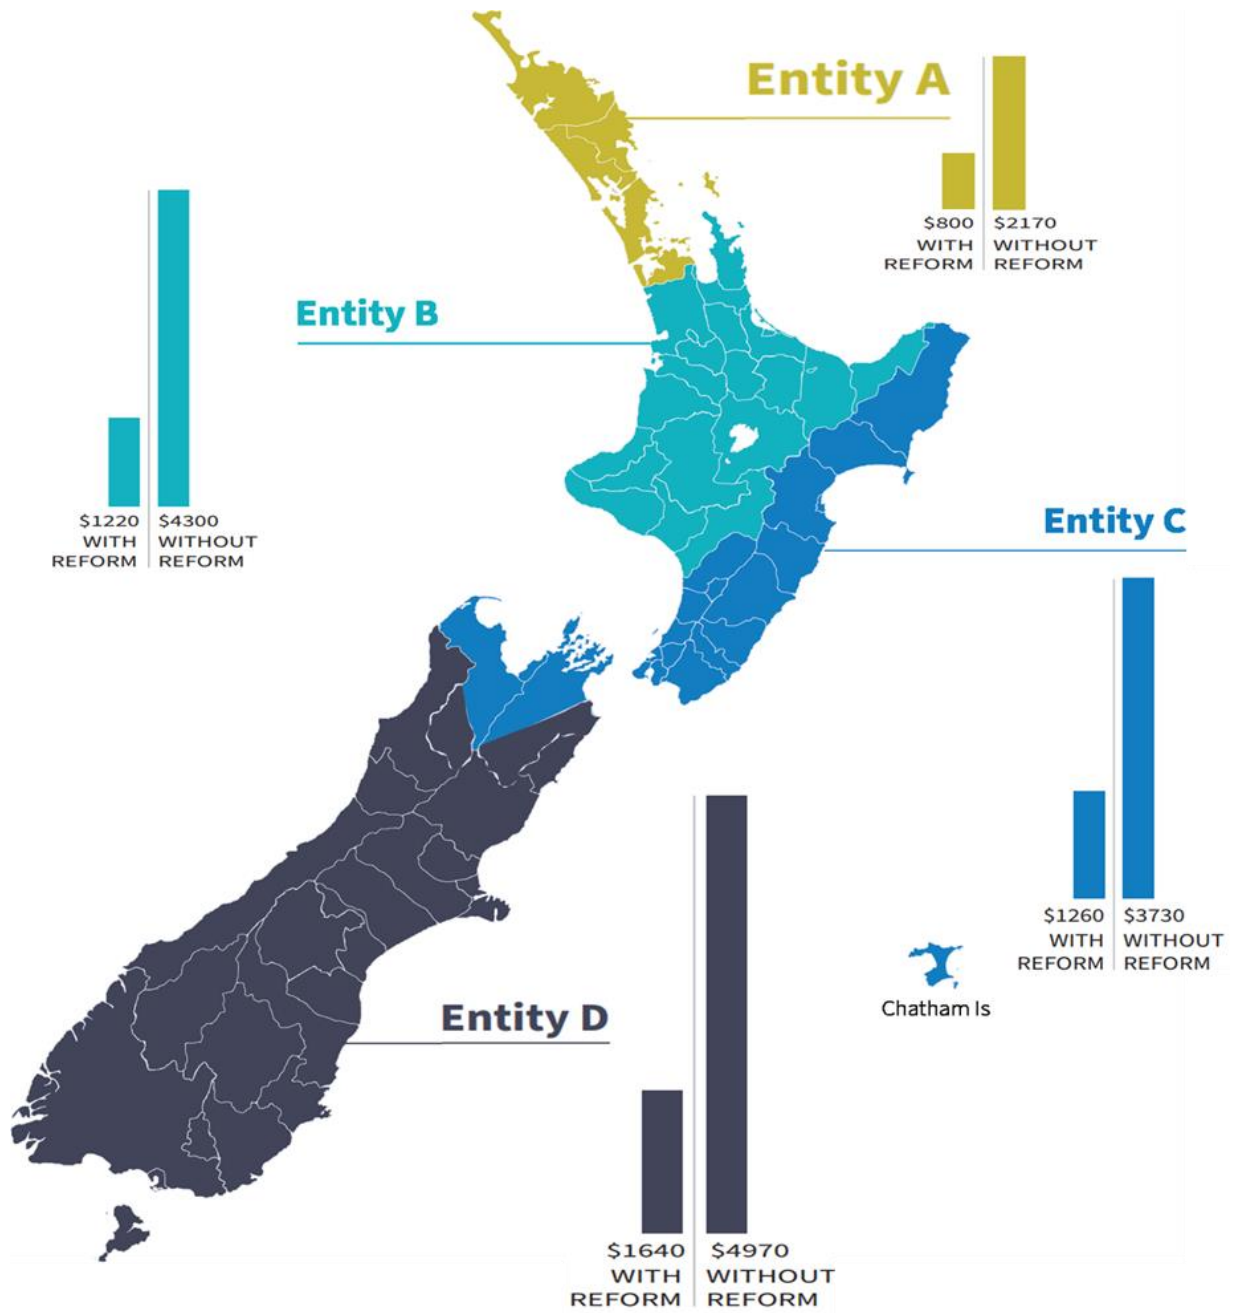 Entity A
$800
WITH
REFORM
$2170
WITHOUT
REFORM
Entity B
$1220
WITH
REFORM
$4300
WITHOUT
REFORM
Entity C
$1260
WITH
REFORM
$3730
WITHOUT
REFORM
Chatham Is
Entity D
$1640
WITH
REFORM
$4970
WITHOUT
REFORM